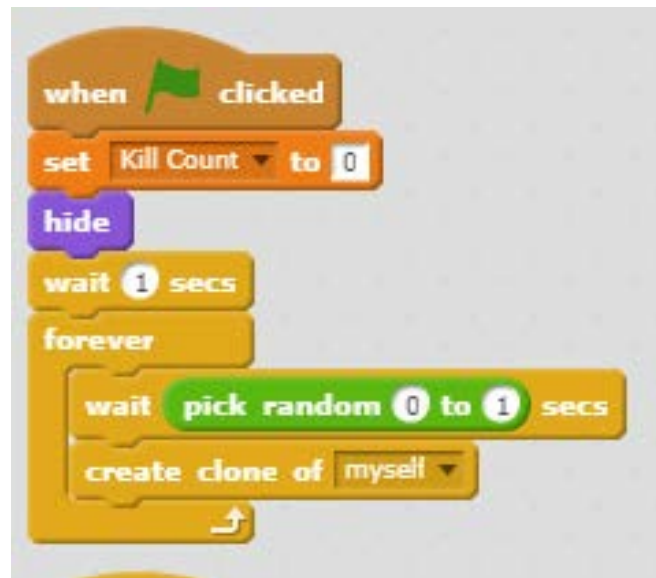 when clicked
set Kill Count to 0
hide
wait 1 secs
forever
wait pick random 0 to 1 secs
create clone of myself